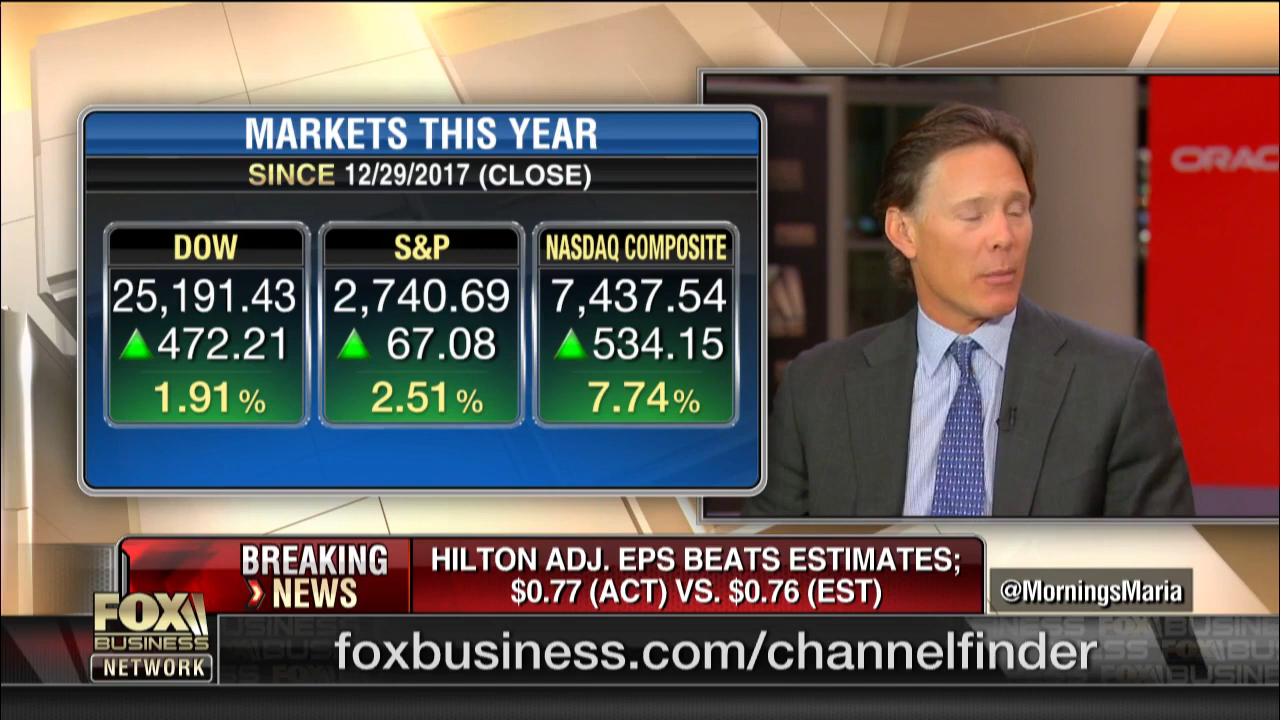 MARKETS THIS YEAR
SINCE 12/29/2017 (CLOSE)
DOW
25,191.43
472.21
1.91%
S&P
2,740.69
67.08
2.51%
NASDAQ COMPOSITE
7,437.54
534.15
7.74%
ORAC
BREAKING
NEWS
HILTON ADJ. EPS BEATS ESTIMATES;
$0.77 (ACT) VS. $0.76 (EST)
@MorningsMaria
FOX
BUSINESS
NETWORK
foxbusiness.com/channelfinder